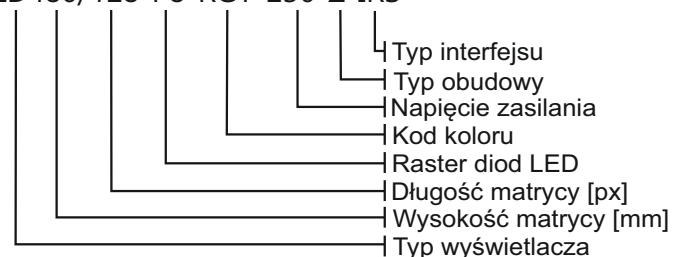 Typ interfejsu
Typ obudowy
Napięcie zasilania
Kod koloru
Raster diod LED
Długość matrycy [px]
Wysokość matrycy [mm]
Typ wyświetlacza